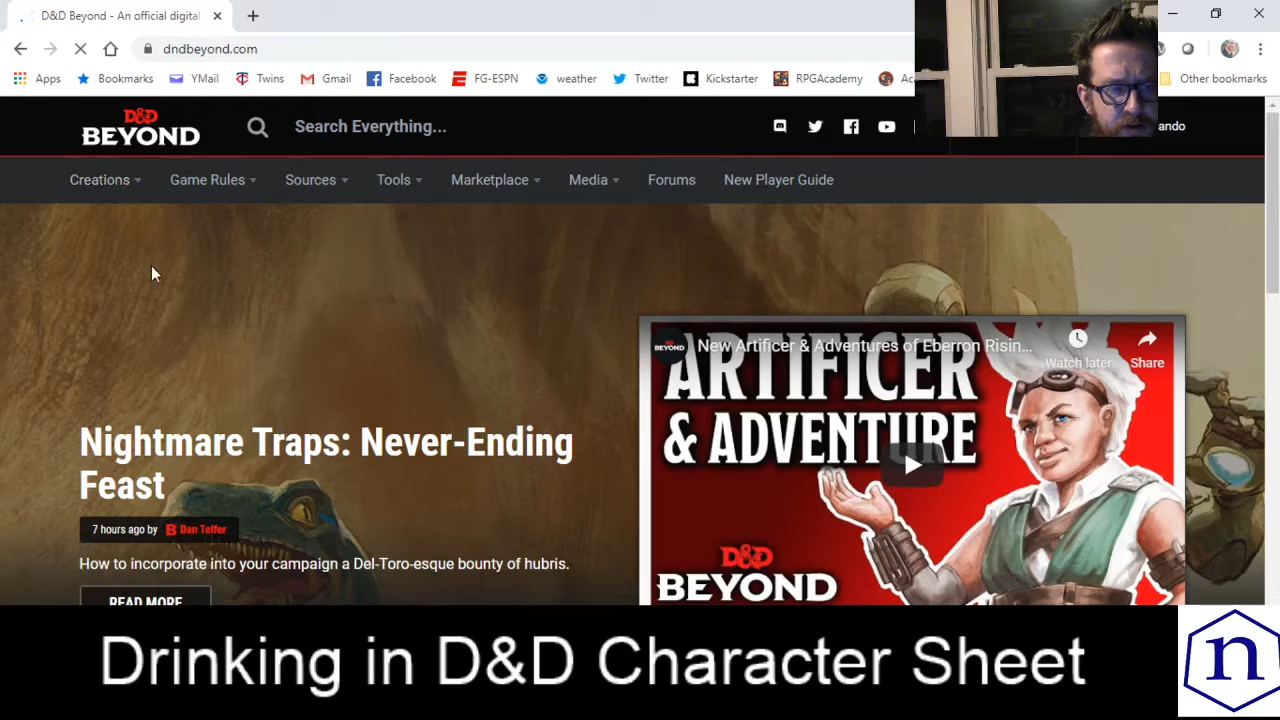 D&D Beyond - An official digital
dndbeyond.com
Apps Bookmarks YMail Twins Gmail Facebook FG-ESPN weather Twitter Kickstarter RPGAcademy Other bookmarks
D&D BEYOND Search Everything... ando
Creations Game Rules Sources Tools Marketplace Media Forums New Player Guide
Nightmare Traps: Never-Ending
Feast
7 hours ago by B Dan Telfer
How to incorporate into your campaign a Del-Toro-esque bounty of hubris.
READ MORE
BEYOND New Artificer & Adventures of Eberron Risin...
Watch later Share
ARTIFICER
& ADVENTURE
D&D
BEYOND
Drinking in D&D Character Sheet
n